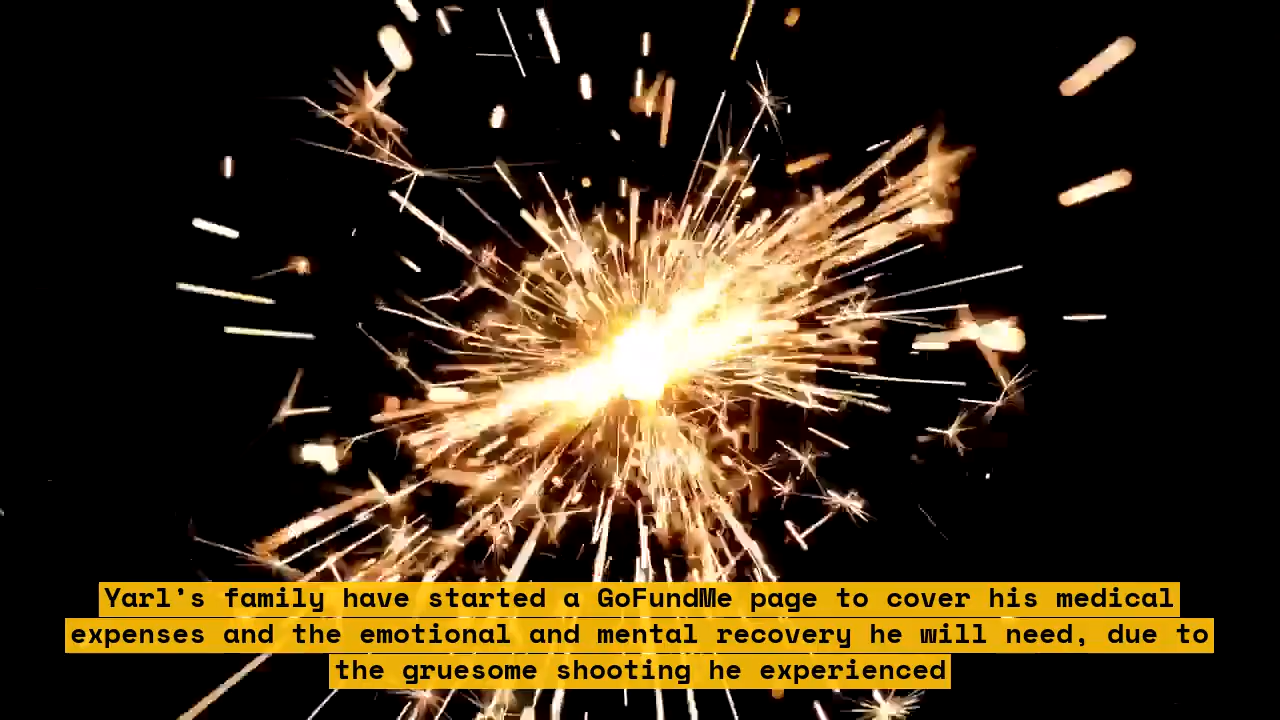 Yarl's family have started a GoFundMe page to cover his medical
expenses and the emotional and mental recovery he will need, due to
the gruesome shooting he experienced